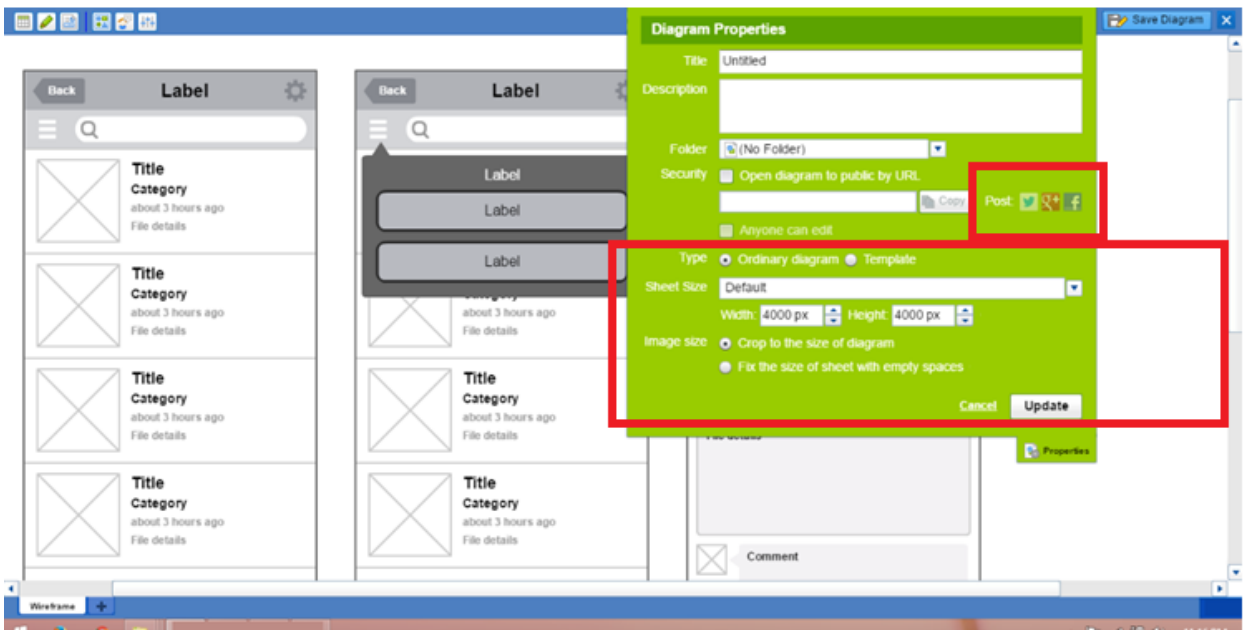 Save Diagram
Diagram Properties
Title Untitled
Description
Folder (No Folder)
Security Open diagram to public by URL
Copy Post:
Anyone can edit
Type Ordinary diagram Template
Sheet Size Default
Width: 4000 px Height: 4000 px
Image size Crop to the size of diagram
Fix the size of sheet with empty spaces
Cancel Update
Properties
Back Label
Title
Category
about 3 hours ago
File details
Title
Category
about 3 hours ago
File details
Title
Category
about 3 hours ago
File details
Title
Category
about 3 hours ago
File details
Back Label
Label
Label
Label
about 3 hours ago
File details
Title
Category
about 3 hours ago
File details
Title
Category
about 3 hours ago
File details
File details
Comment
Wireframe